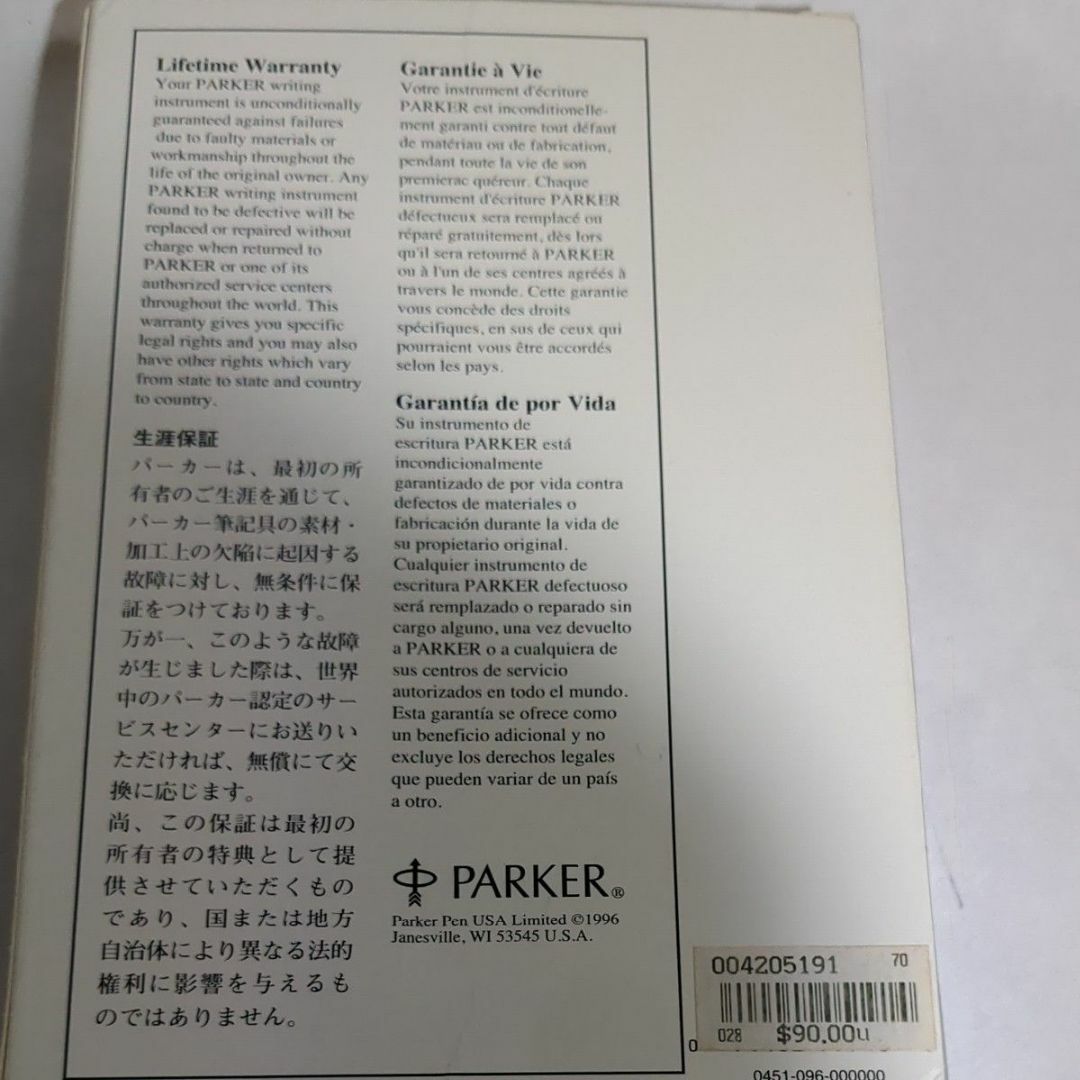 Lifetime Warranty
Your PARKER writing
instrument is unconditionally
guaranteed against failures
due to faulty materials or
workmanship throughout the
life of the original owner. Any
PARKER writing instrument
found to be defective will be
replaced or repaired without
charge when returned to
PARKER or one of its
authorized service centers
throughout the world. This
warranty gives you specific
legal rights and you may also
have other rights which vary
from state to state and country
to country.
生涯保証
パーカーは、最初の所
有者のご生涯を通じて、
パーカー筆記具の素材・
加工上の欠陥に起因する
故障に対し、無条件に保
証をつけております。
万が一、このような故障
が生じました際は、世界
中のパーカー認定のサー
ビスセンターにお送りい
ただければ、無償にて交
換に応じます。
尚、この保証は最初の
所有者の特典として提
供させていただくもの
であり、国または地方
自治体により異なる法的
権利に影響を与えるも
のではありません。
Garantie à Vie
Votre instrument d'écriture
PARKER est inconditionelle-
ment garanti contre tout défaut
de matériau ou de fabrication,
pendant toute la vie de son
premierac quéreur. Chaque
instrument d'écriture PARKER
défectueux sera remplacé ou
réparé gratuitement, dès lors
qu'il sera retourné à PARKER
ou à l'un de ses centres agréés à
travers le monde. Cette garantie
vous concède des droits
spécifiques, en sus de ceux qui
pourraient vous être accordés
selon les pays.
Garantía de por Vida
Su instrumento de
escritura PARKER está
incondicionalmente
garantizado de por vida contra
defectos de materiales o
fabricación durante la vida de
su propietario original.
Cualquier instrumento de
escritura PARKER defectuoso
será remplazado o reparado sin
cargo alguno, una vez devuelto
a PARKER o a cualquiera de
sus centros de servicio
autorizados en todo el mundo.
Esta garantía se ofrece como
un beneficio adicional y no
excluye los derechos legales
que pueden variar de un país
a otro.
PARKER®
Parker Pen USA Limited ©1996
Janesville, WI 53545 U.S.A.
004205191 70
028 $90.00u
0
0451-096-000000